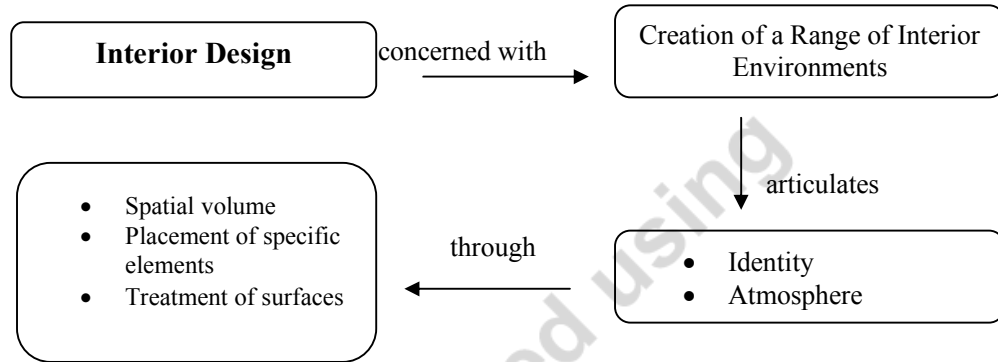 Interior Design
concerned with
Creation of a Range of Interior
Environments
articulates
• Identity
• Atmosphere
through
• Spatial volume
• Placement of specific
elements
• Treatment of surfaces
using